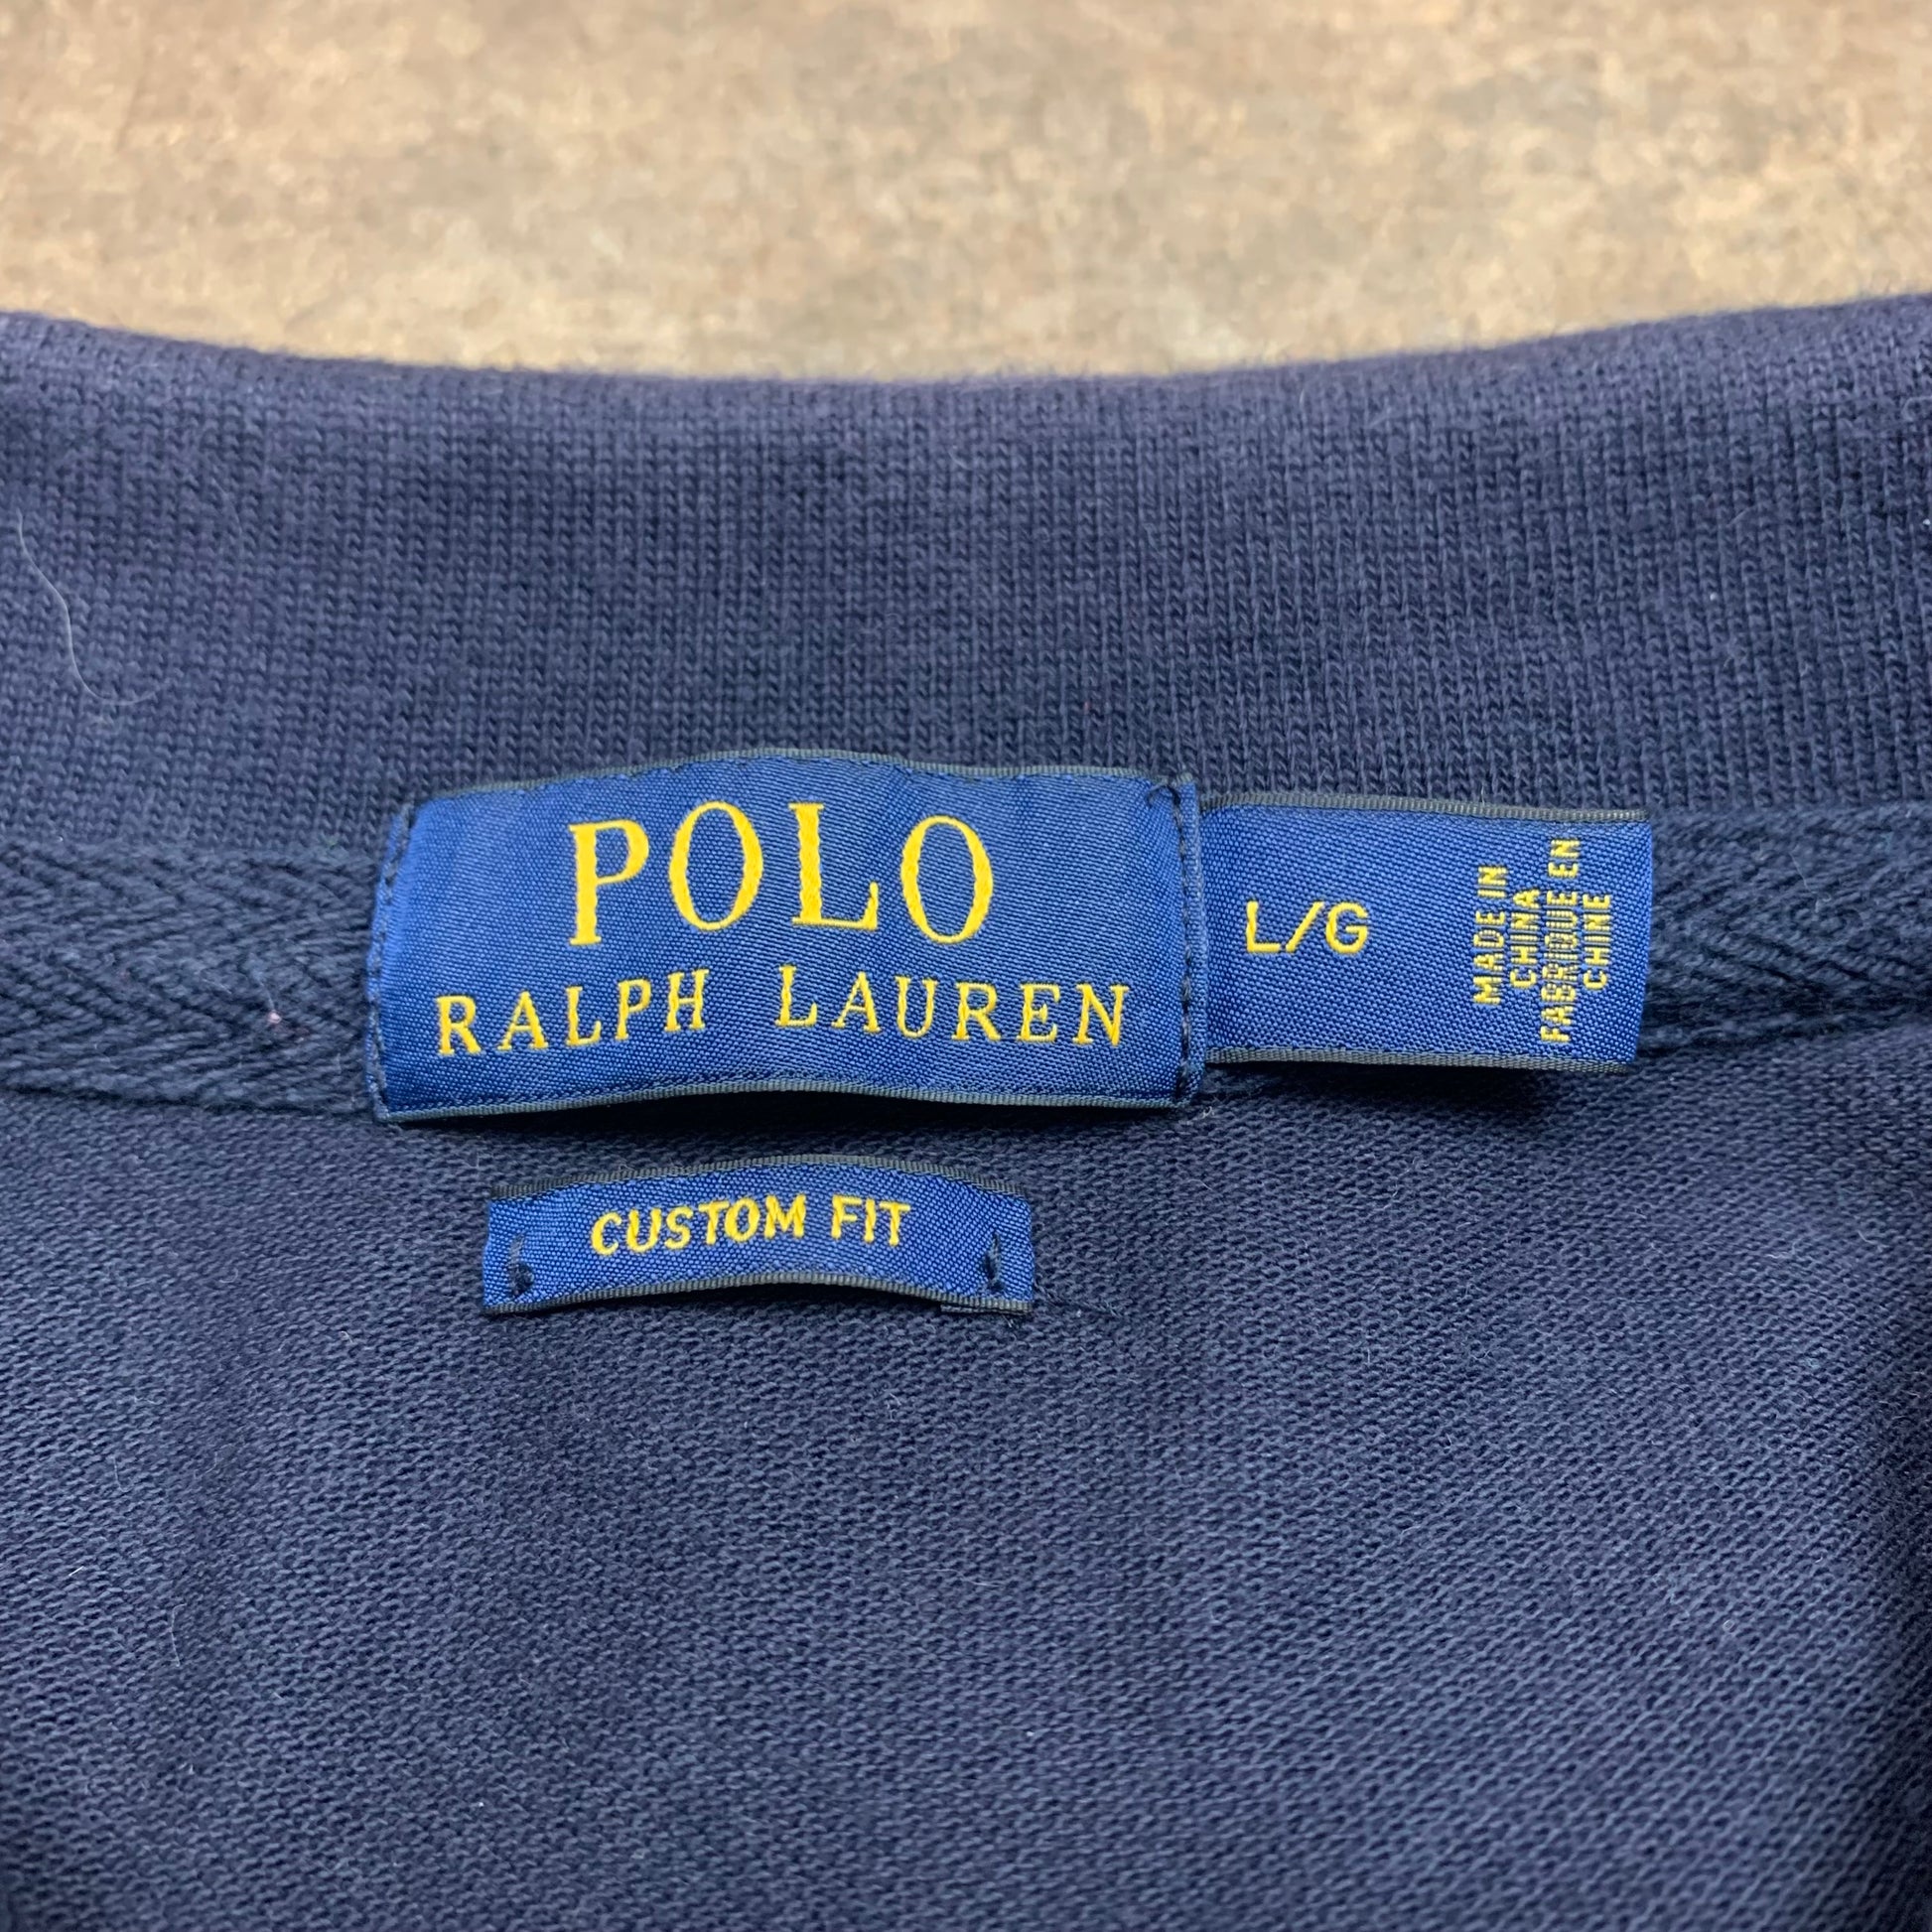 POLO
RALPH LAUREN
L/G
MADE IN
CHINA
FABRIQUE EN
CHINE
CUSTOM FIT